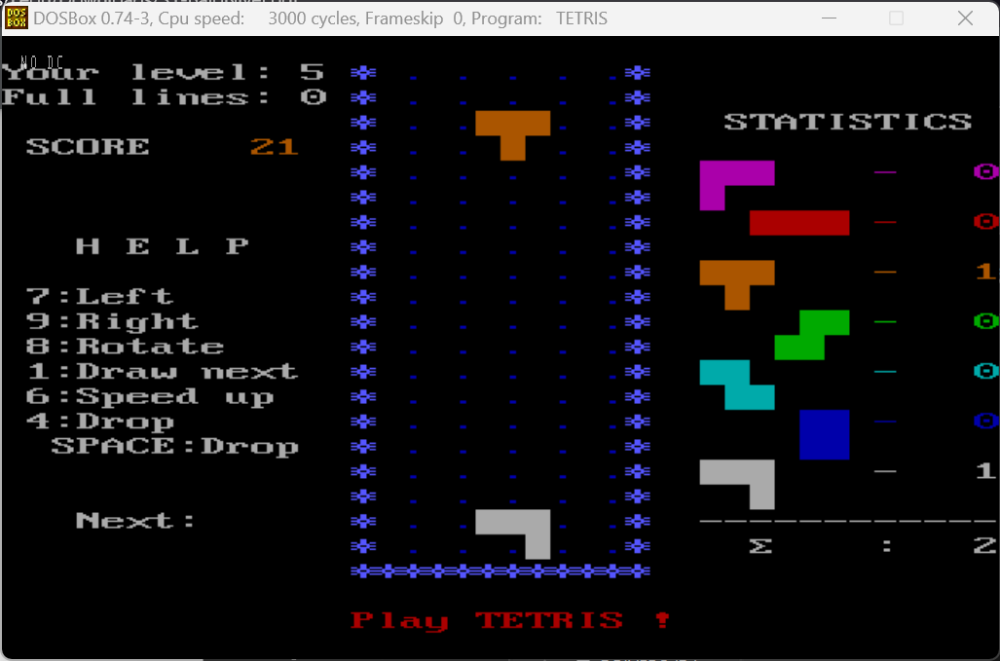 DOSBox 0.74-3, Cpu speed: 3000 cycles, Frameskip 0, Program: TETRIS
DOS
BOX
NO DC
Your level: 5
Full lines: 0
SCORE 21
H E L P
7:Left
9:Right
8:Rotate
1:Draw next
6:Speed up
4:Drop
SPACE:Drop
Next:
STATISTICS
— 0
— 0
— 1
— 0
— 0
— 0
— 1
————————————
Σ : 2
Play TETRIS !